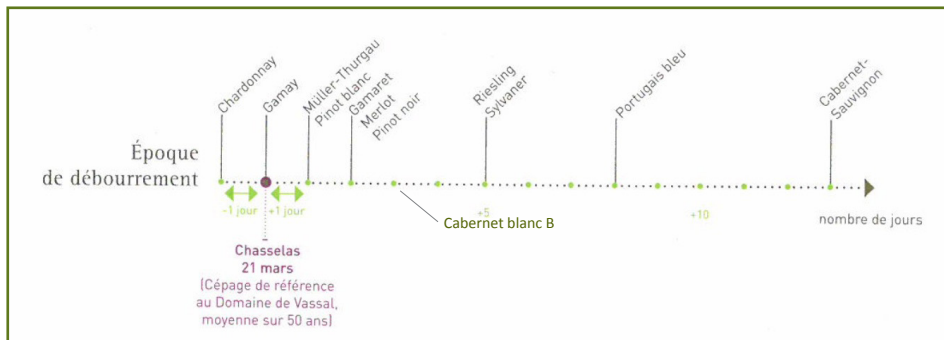 Chardonnay
Gamay
Müller-Thurgau
Pinot blanc
Gamaret
Merlot
Pinot noir
Riesling
Sylvaner
Portugais bleu
Cabernet-
Sauvignon
Époque
de débourrement
-1 jour
+1 jour
Cabernet blanc B
+5
+10
nombre de jours
Chasselas
21 mars
(Cépage de référence
au Domaine de Vassal,
moyenne sur 50 ans)